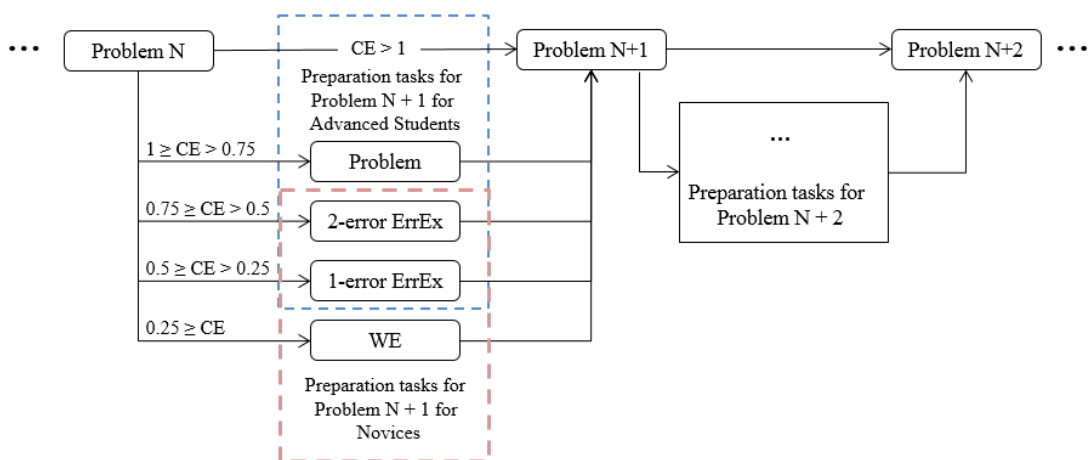 ...
Problem N
CE > 1
Problem N+1
Problem N+2
...
Preparation tasks for
Problem N + 1 for
Advanced Students
1 ≥ CE > 0.75
Problem
0.75 ≥ CE > 0.5
2-error ErrEx
0.5 ≥ CE > 0.25
1-error ErrEx
0.25 ≥ CE
WE
Preparation tasks for
Problem N + 1 for
Novices
...
Preparation tasks for
Problem N + 2